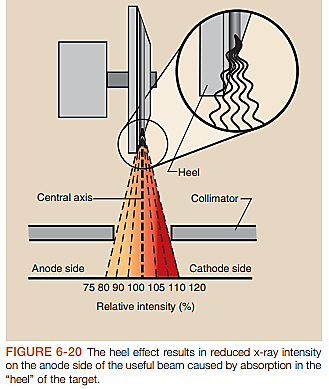 Heel
Central axis
Collimator
Anode side
Cathode side
75 80 90 100 105 110 120
Relative intensity (%)
FIGURE 6-20 The heel effect results in reduced x-ray intensity
on the anode side of the useful beam caused by absorption in the
“heel” of the target.